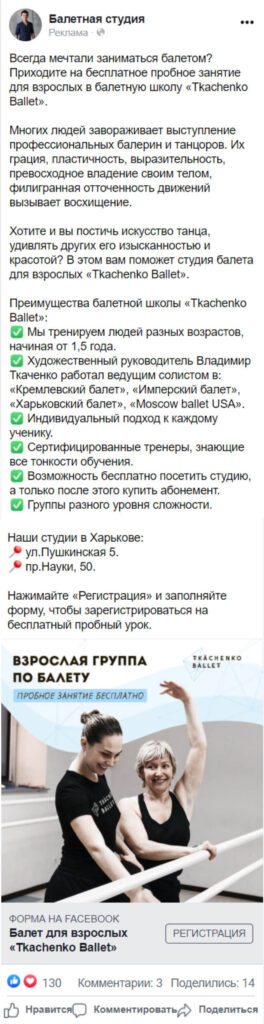 Балетная студия
Реклама ·
Всегда мечтали заниматься балетом?
Приходите на бесплатное пробное занятие
для взрослых в балетную школу «Tkachenko
Ballet».
Многих людей завораживает выступление
профессиональных балерин и танцоров. Их
грация, пластичность, выразительность,
превосходное владение своим телом,
филигранная отточенность движений
вызывает восхищение.
Хотите и вы постичь искусство танца,
удивлять других его изысканностью и
красотой? В этом вам поможет студия балета
для взрослых «Tkachenko Ballet».
Преимущества балетной школы «Tkachenko
Ballet»:
✅ Мы тренируем людей разных возрастов,
начиная от 1,5 года.
✅ Художественный руководитель Владимир
Ткаченко работал ведущим солистом в:
«Кремлевский балет», «Имперский балет»,
«Харьковский балет», «Moscow ballet USA».
✅ Индивидуальный подход к каждому
ученику.
✅ Сертифицированные тренеры, знающие
все тонкости обучения.
✅ Возможность бесплатно посетить студию,
а только после этого купить абонемент.
✅ Группы разного уровня сложности.
Наши студии в Харькове:
📍 ул.Пушкинская 5.
📍 пр.Науки, 50.
Нажимайте «Регистрация» и заполняйте
форму, чтобы зарегистрироваться на
бесплатный пробный урок.
ВЗРОСЛАЯ ГРУППА
ПО БАЛЕТУ
ПРОБНОЕ ЗАНЯТИЕ БЕСПЛАТНО
TKACHENKO
BALLET
TKACHENKO
BALLET
ФОРМА НА FACEBOOK
Балет для взрослых
«Tkachenko Ballet»
РЕГИСТРАЦИЯ
130
Комментарии: 3 Поделились: 14
Нравится
Комментировать
Поделиться